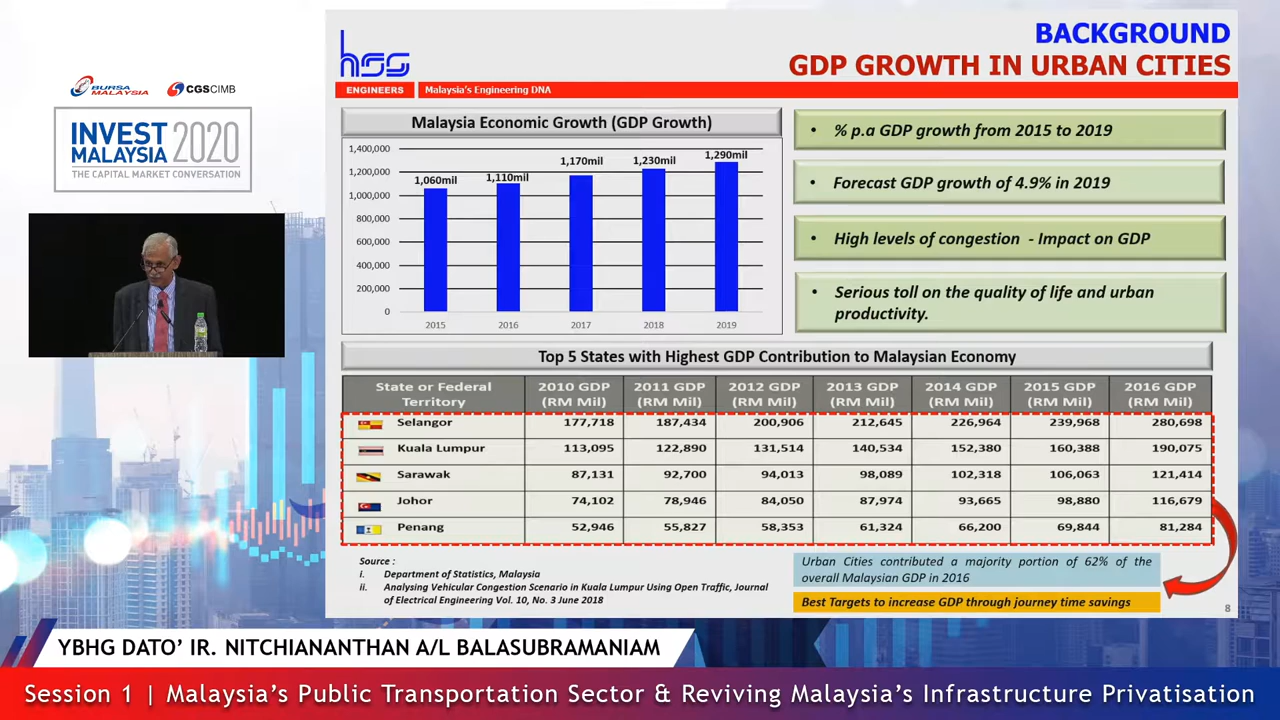 BURSA
MALAYSIA
CGS CIMB
INVEST
MALAYSIA 2020
THE CAPITAL MARKET CONVERSATION
hss
ENGINEERS
Malaysia's Engineering DNA
BACKGROUND
GDP GROWTH IN URBAN CITIES
Malaysia Economic Growth (GDP Growth)
1,400,000
1,200,000
1,000,000
800,000
600,000
400,000
200,000
0
1,060mil
1,110mil
1,170mil
1,230mil
1,290mil
2015 2016 2017 2018 2019
• % p.a GDP growth from 2015 to 2019
• Forecast GDP growth of 4.9% in 2019
• High levels of congestion - Impact on GDP
• Serious toll on the quality of life and urban
productivity.
Top 5 States with Highest GDP Contribution to Malaysian Economy
State or Federal Territory 2010 GDP (RM Mil) 2011 GDP (RM Mil) 2012 GDP (RM Mil) 2013 GDP (RM Mil) 2014 GDP (RM Mil) 2015 GDP (RM Mil) 2016 GDP (RM Mil)
Selangor 177,718 187,434 200,906 212,645 226,964 239,968 280,698
Kuala Lumpur 113,095 122,890 131,514 140,534 152,380 160,388 190,075
Sarawak 87,131 92,700 94,013 98,089 102,318 106,063 121,414
Johor 74,102 78,946 84,050 87,974 93,665 98,880 116,679
Penang 52,946 55,827 58,353 61,324 66,200 69,844 81,284
Source :
i. Department of Statistics, Malaysia
ii. Analysing Vehicular Congestion Scenario in Kuala Lumpur Using Open Traffic, Journal
of Electrical Engineering Vol. 10, No. 3 June 2018
Urban Cities contributed a majority portion of 62% of the
overall Malaysian GDP in 2016
Best Targets to increase GDP through journey time savings
8
YBHG DATO' IR. NITCHIANANTHAN A/L BALASUBRAMANIAM
Session 1 | Malaysia's Public Transportation Sector & Reviving Malaysia's Infrastructure Privatisation